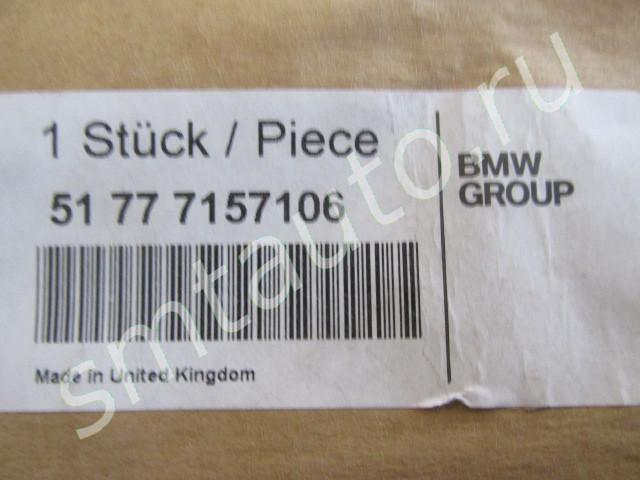 1 Stück / Piece
51 77 7157106
Made in United Kingdom
BMW
GROUP
smtauto.ru